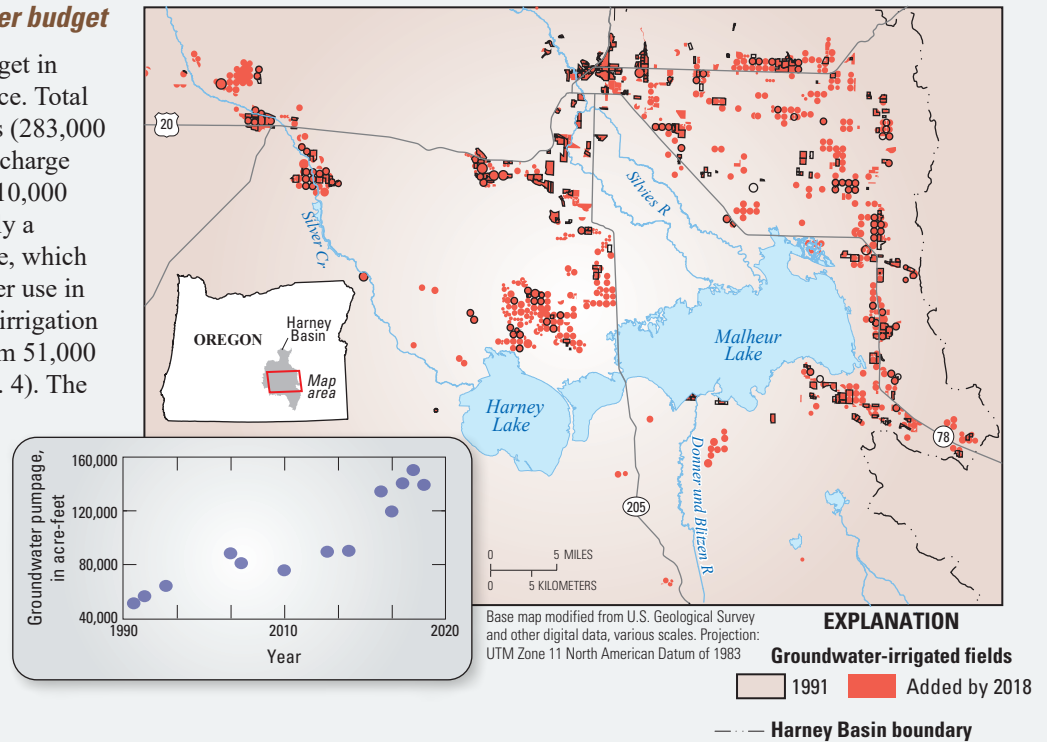 er budget
get in
ce. Total
s (283,000
charge
10,000
ly a
e, which
er use in
irrigation
m 51,000
. 4). The
20
Silver Cr
Silvies R
Malheur
Lake
Harney
Lake
Donner und Blitzen R
78
205
OREGON
Harney
Basin
Map
area
0 5 MILES
0 5 KILOMETERS
Groundwater pumpage,
in acre-feet
160,000
120,000
80,000
40,000
1990 2010 2020
Year
Base map modified from U.S. Geological Survey
and other digital data, various scales. Projection:
UTM Zone 11 North American Datum of 1983
EXPLANATION
Groundwater-irrigated fields
1991 Added by 2018
Harney Basin boundary